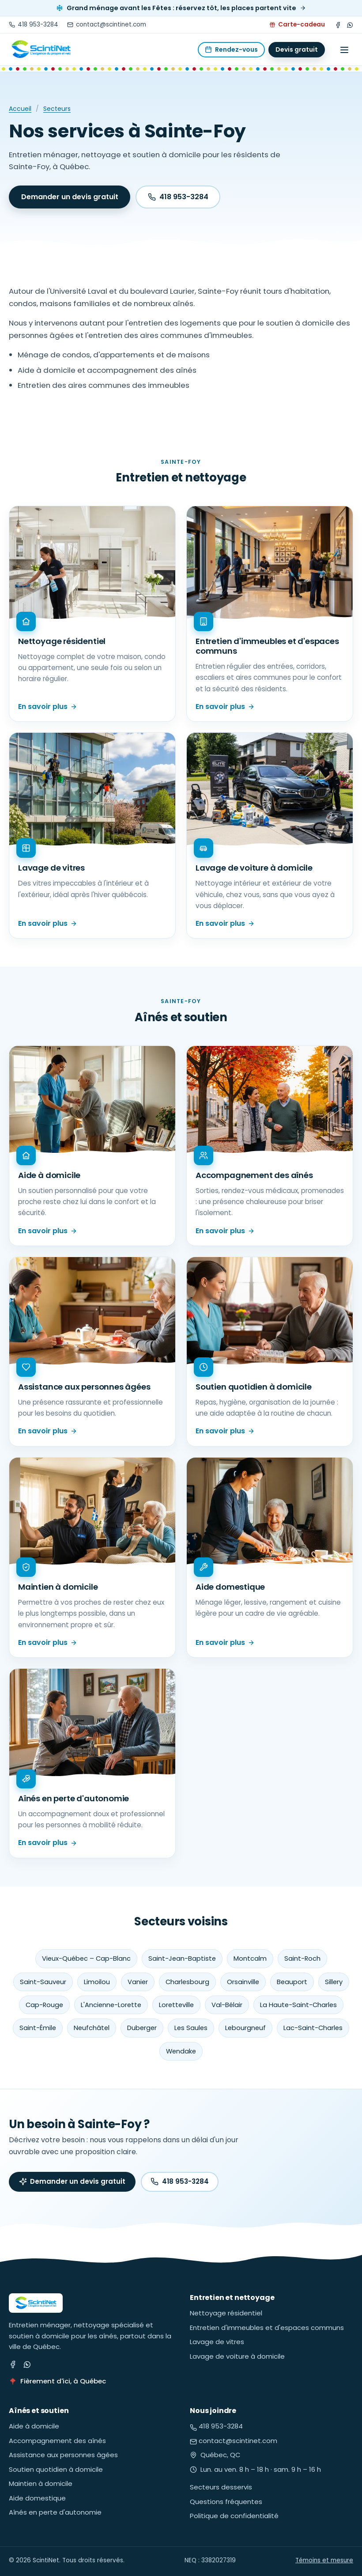 Grand ménage avant les Fêtes : réservez tôt, les places partent vite →
418 953-3284
contact@scintinet.com
Carte-cadeau
ScintiNet
Rendez-vous
Devis gratuit
Accueil / Secteurs
Nos services à Sainte-Foy
Entretien ménager, nettoyage et soutien à domicile pour les résidents de
Sainte-Foy, à Québec.
Demander un devis gratuit
418 953-3284
Autour de l'Université Laval et du boulevard Laurier, Sainte-Foy réunit tours d'habitation,
condos, maisons familiales et de nombreux aînés.
Nous y intervenons autant pour l'entretien des logements que pour le soutien à domicile des
personnes âgées et l'entretien des aires communes d'immeubles.
• Ménage de condos, d'appartements et de maisons
• Aide à domicile et accompagnement des aînés
• Entretien des aires communes des immeubles
SAINTE-FOY
Entretien et nettoyage
Nettoyage résidentiel
Nettoyage complet de votre maison, condo
ou appartement, une seule fois ou selon un
horaire régulier.
En savoir plus →
Entretien d'immeubles et d'espaces
communs
Entretien régulier des entrées, corridors,
escaliers et aires communes pour le confort
et la sécurité des résidents.
En savoir plus →
Lavage de vitres
Des vitres impeccables à l'intérieur et à
l'extérieur, idéal après l'hiver québécois.
En savoir plus →
Lavage de voiture à domicile
Nettoyage intérieur et extérieur de votre
véhicule, chez vous, sans que vous ayez à
vous déplacer.
En savoir plus →
SAINTE-FOY
Aînés et soutien
Aide à domicile
Un soutien personnalisé pour que votre
proche reste chez lui dans le confort et la
sécurité.
En savoir plus →
Accompagnement des aînés
Sorties, rendez-vous médicaux, promenades
: une présence chaleureuse pour briser
l'isolement.
En savoir plus →
Assistance aux personnes âgées
Une présence rassurante et professionnelle
pour les besoins du quotidien.
En savoir plus →
Soutien quotidien à domicile
Repas, hygiène, organisation de la journée :
une aide adaptée à la routine de chacun.
En savoir plus →
Maintien à domicile
Permettre à vos proches de rester chez eux
le plus longtemps possible, dans un
environnement propre et sûr.
En savoir plus →
Aide domestique
Ménage léger, lessive, rangement et cuisine
légère pour un cadre de vie agréable.
En savoir plus →
Aînés en perte d'autonomie
Un accompagnement doux et professionnel
pour les personnes à mobilité réduite.
En savoir plus →
Secteurs voisins
Vieux-Québec – Cap-Blanc
Saint-Jean-Baptiste
Montcalm
Saint-Roch
Saint-Sauveur
Limoilou
Vanier
Charlesbourg
Orsainville
Beauport
Sillery
Cap-Rouge
L'Ancienne-Lorette
Loretteville
Val-Bélair
La Haute-Saint-Charles
Saint-Émile
Neufchâtel
Duberger
Les Saules
Lebourgneuf
Lac-Saint-Charles
Wendake
Un besoin à Sainte-Foy ?
Décrivez votre besoin : nous vous rappelons dans un délai d'un jour
ouvrable avec une proposition claire.
Demander un devis gratuit
418 953-3284
ScintiNet
Entretien ménager, nettoyage spécialisé et
soutien à domicile pour les aînés, partout dans la
ville de Québec.
Fièrement d'ici, à Québec
Entretien et nettoyage
Nettoyage résidentiel
Entretien d'immeubles et d'espaces communs
Lavage de vitres
Lavage de voiture à domicile
Aînés et soutien
Aide à domicile
Accompagnement des aînés
Assistance aux personnes âgées
Soutien quotidien à domicile
Maintien à domicile
Aide domestique
Aînés en perte d'autonomie
Nous joindre
418 953-3284
contact@scintinet.com
Québec, QC
Lun. au ven. 8 h – 18 h · sam. 9 h – 16 h
Secteurs desservis
Questions fréquentes
Politique de confidentialité
© 2026 ScintiNet. Tous droits réservés.
NEQ : 3382027319
Témoins et mesure